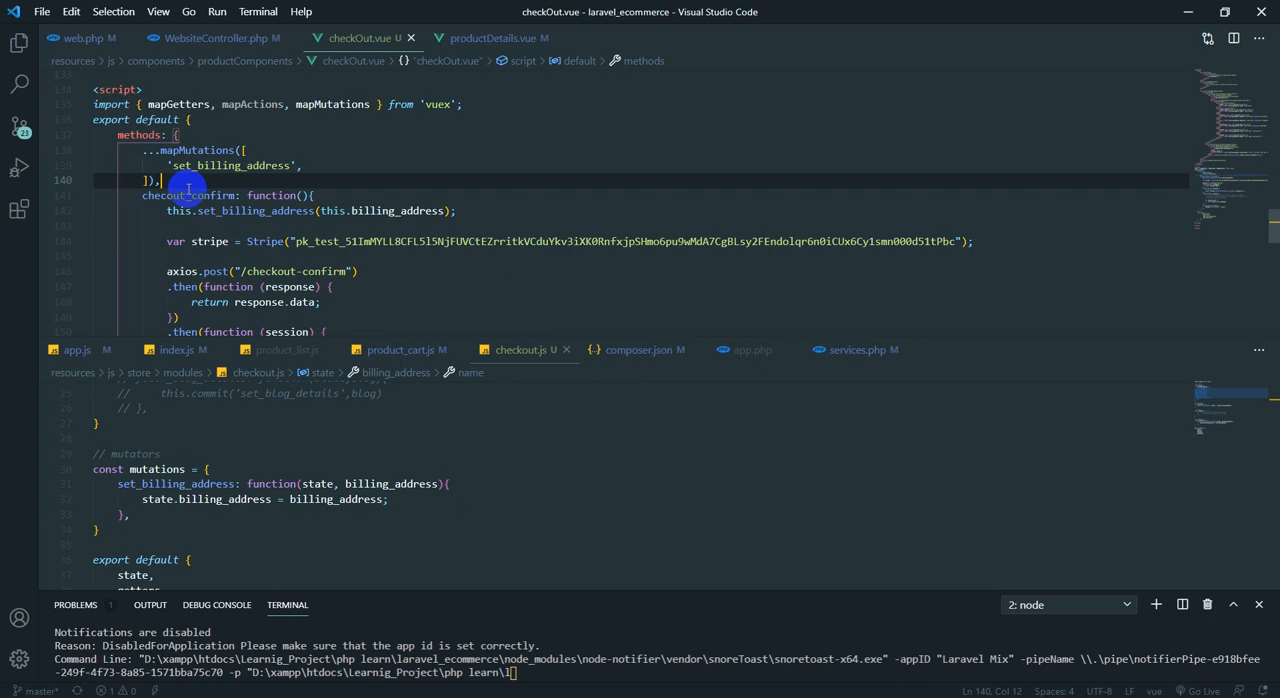 File Edit Selection View Go Run Terminal Help
checkOut.vue - laravel_ecommerce - Visual Studio Code
web.php M WebsiteController.php M checkOut.vue U productDetails.vue M
resources > js > components > productComponents > checkOut.vue > {} "checkOut.vue" > script > default > methods
133
134 <script>
135 import { mapGetters, mapActions, mapMutations } from 'vuex';
136 export default {
137 methods: {
138 ...mapMutations([
139 'set_billing_address',
140 ]),
141 checout_confirm: function(){
142 this.set_billing_address(this.billing_address);
143
144 var stripe = Stripe("pk_test_51ImMYLL8CFL5l5NjFUVCtEZrritkVCduYkv3iXK0RnfxjpSHmo6pu9wMdA7CgBLsy2FEndolqr6n0iCUx6Cy1smn000d51tPbc");
145
146 axios.post("/checkout-confirm")
147 .then(function (response) {
148 return response.data;
149 })
150 .then(function (session) {
app.js M index.js M product_list.js product_cart.js M checkout.js U composer.json M app.php services.php M
resources > js > store > modules > checkout.js > state > billing_address > name
25 // this.commit('set_blog_details',blog)
26 // },
27 }
28
29 // mutators
30 const mutations = {
31 set_billing_address: function(state, billing_address){
32 state.billing_address = billing_address;
33 },
34 }
35
36 export default {
37 state,
38 getters,
PROBLEMS 1 OUTPUT DEBUG CONSOLE TERMINAL
2: node
Notifications are disabled
Reason: DisabledForApplication Please make sure that the app id is set correctly.
Command Line: "D:\xampp\htdocs\Learnig_Project\php learn\laravel_ecommerce\node_modules\node-notifier\vendor\snoreToast\snoretoast-x64.exe" -appID "Laravel Mix" -pipeName \\.\pipe\notifierPipe-e918bfee
-249f-4f73-8a85-1571bba75c70 -p "D:\xampp\htdocs\Learnig_Project\php learn\l
23
master* 1 0 Ln 140, Col 12 Spaces: 4 UTF-8 LF vue Go Live